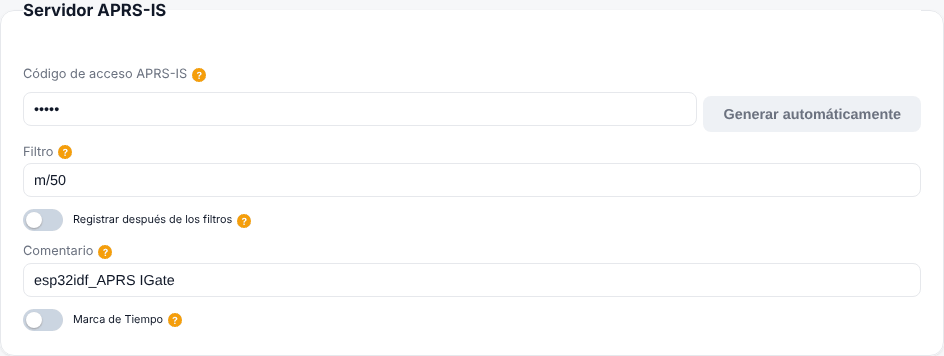 Servidor APRS-IS
Código de acceso APRS-IS ?
•••••
Generar automáticamente
Filtro ?
m/50
Registrar después de los filtros ?
Comentario ?
esp32idf_APRS IGate
Marca de Tiempo ?